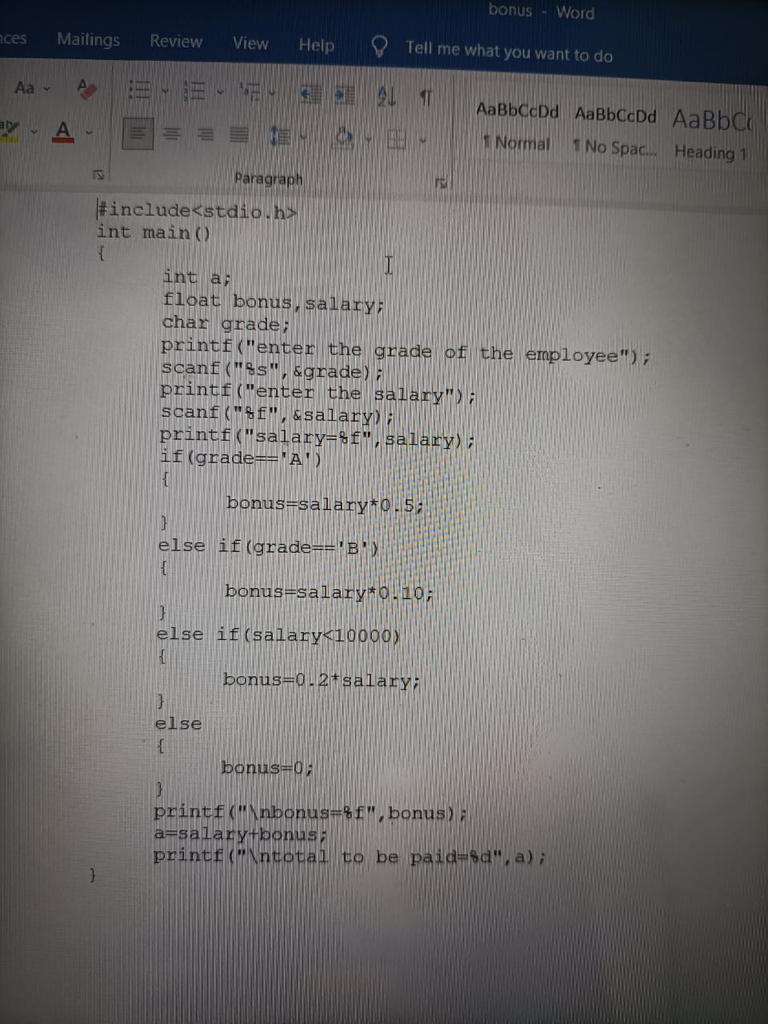 bonus - Word
Mailings Review View Help Tell me what you want to do
Aa
AaBbCcDd AaBbCcDd
A
¶ Normal ¶ No Spac... Heading 1
Paragraph
#include<stdio.h>
int main()
{
int a;
float bonus,salary;
char grade;
printf("enter the grade of the employee");
scanf("%s",&grade);
printf("enter the salary");
scanf("%f",&salary);
printf("salary=%f",salary);
if(grade=='A')
{
bonus=salary*0.5;
}
else if(grade=='B')
{
bonus=salary*0.10;
}
else if(salary<10000)
{
bonus=0.2*salary;
}
else
{
bonus=0;
}
printf("\nbonus=%f",bonus);
a=salary+bonus;
printf("\ntotal to be paid=%d",a);
}